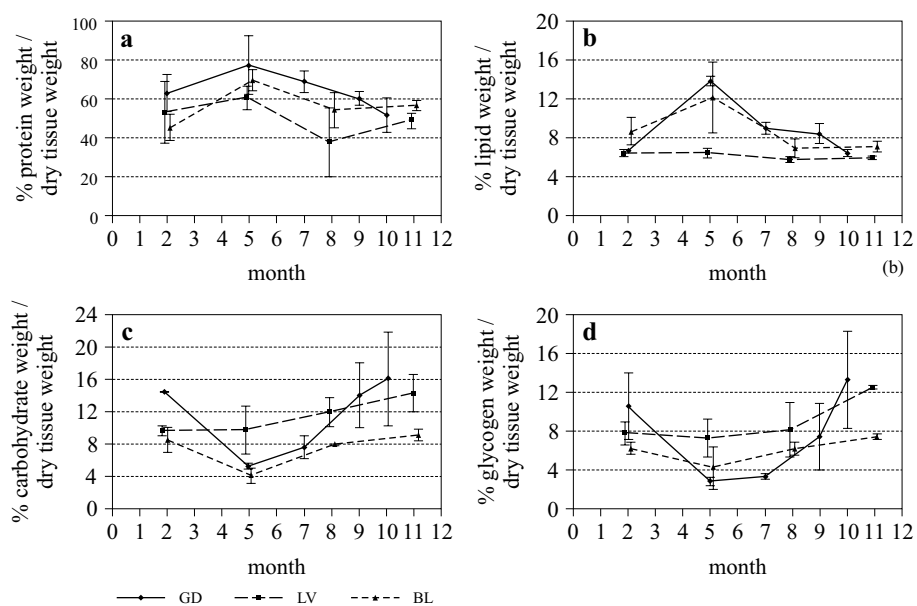 a
% protein weight / dry tissue weight
100
80
60
40
20
0
0 1 2 3 4 5 6 7 8 9 10 11 12
month
b
% lipid weight / dry tissue weight
20
16
12
8
4
0
0 1 2 3 4 5 6 7 8 9 10 11 12
month
(b)
c
% carbohydrate weight / dry tissue weight
24
20
16
12
8
4
0
0 1 2 3 4 5 6 7 8 9 10 11 12
month
d
% glycogen weight / dry tissue weight
20
16
12
8
4
0
0 1 2 3 4 5 6 7 8 9 10 11 12
month
GD LV BL